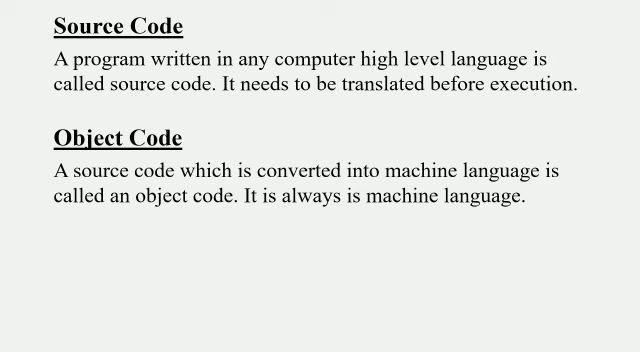 Source Code
A program written in any computer high level language is
called source code. It needs to be translated before execution.
Object Code
A source code which is converted into machine language is
called an object code. It is always is machine language.